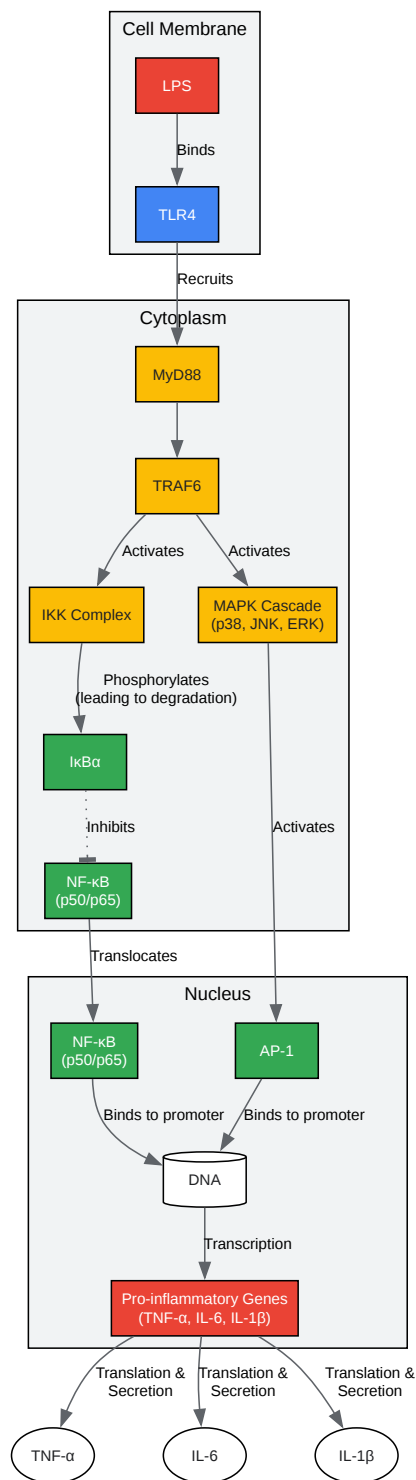 Cell Membrane
LPS
Binds
TLR4
Recruits
Cytoplasm
MyD88
TRAF6
Activates
Activates
IKK Complex
MAPK Cascade
(p38, JNK, ERK)
Phosphorylates
(leading to degradation)
IκBα
Inhibits
Activates
NF-κB
(p50/p65)
Translocates
Nucleus
NF-κB
(p50/p65)
AP-1
Binds to promoter
Binds to promoter
DNA
Transcription
Pro-inflammatory Genes
(TNF-α, IL-6, IL-1β)
Translation &
Secretion
Translation &
Secretion
Translation &
Secretion
TNF-α
IL-6
IL-1β